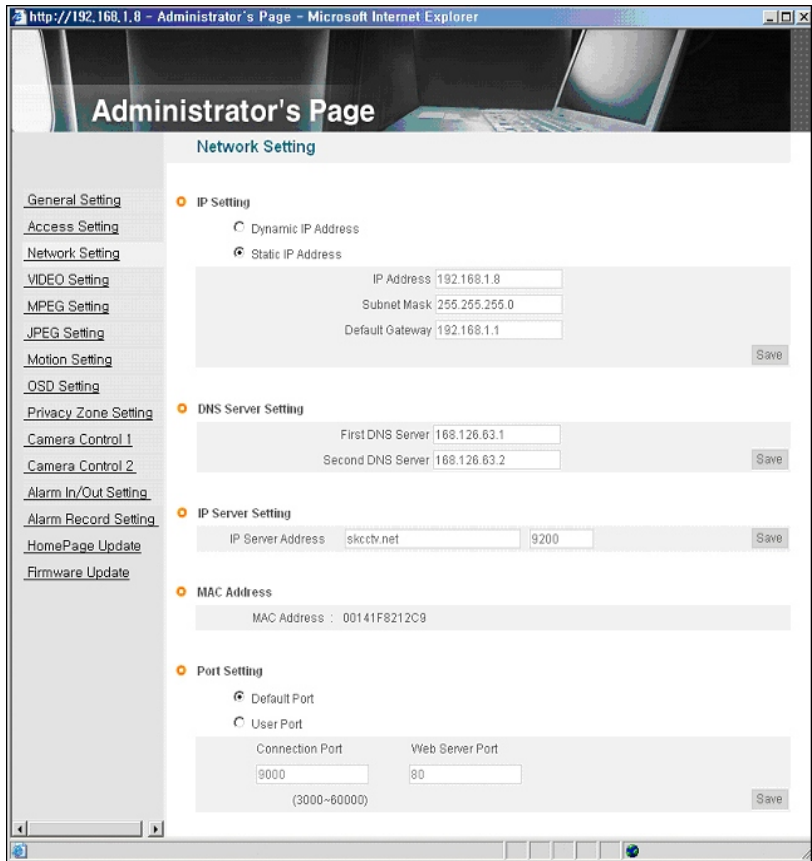 http://192.168.1.8 - Administrator's Page - Microsoft Internet Explorer
Administrator's Page
Network Setting
General Setting
Access Setting
Network Setting
VIDEO Setting
MPEG Setting
JPEG Setting
Motion Setting
OSD Setting
Privacy Zone Setting
Camera Control 1
Camera Control 2
Alarm In/Out Setting
Alarm Record Setting
HomePage Update
Firmware Update
IP Setting
Dynamic IP Address
Static IP Address
IP Address 192.168.1.8
Subnet Mask 255.255.255.0
Default Gateway 192.168.1.1
Save
DNS Server Setting
First DNS Server 168.126.63.1
Second DNS Server 168.126.63.2
Save
IP Server Setting
IP Server Address skcctv.net 9200
Save
MAC Address
MAC Address : 00141F8212C9
Port Setting
Default Port
User Port
Connection Port Web Server Port
9000 80
(3000~60000)
Save